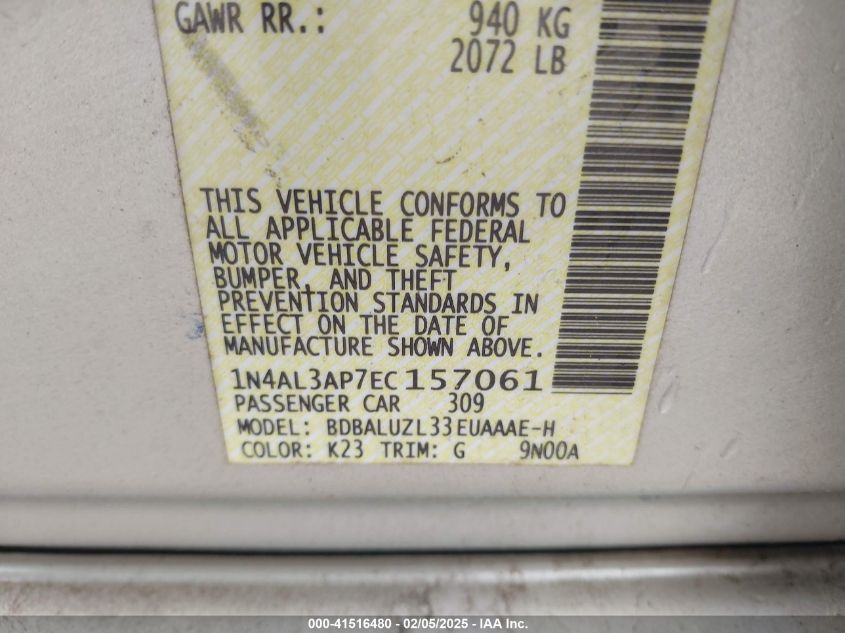 GAWR RR.: 940 KG
2072 LB
THIS VEHICLE CONFORMS TO
ALL APPLICABLE FEDERAL
MOTOR VEHICLE SAFETY,
BUMPER, AND THEFT
PREVENTION STANDARDS IN
EFFECT ON THE DATE OF
MANUFACTURE SHOWN ABOVE.
1N4AL3AP7EC157061
PASSENGER CAR 309
MODEL: BDBALUZL33EUAAAE-H
COLOR: K23 TRIM: G 9N00A
000-41516480 - 02/05/2025 - IAA Inc.